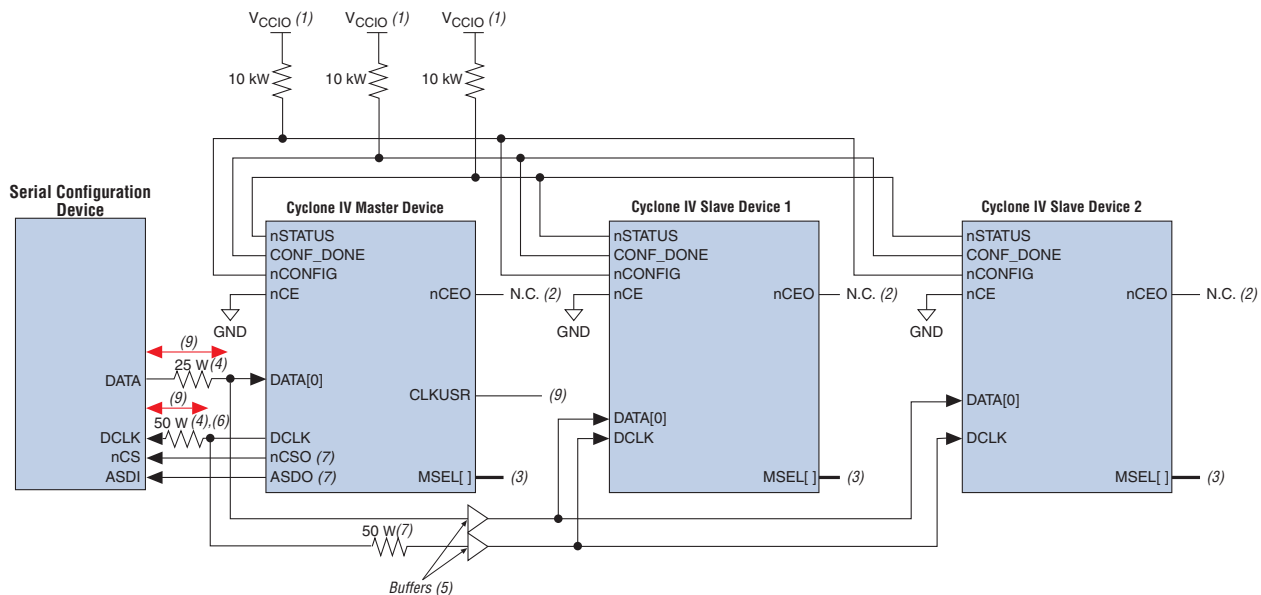 VCCIO (1) VCCIO (1) VCCIO (1)
10 kW 10 kW 10 kW
Serial Configuration
Device
Cyclone IV Master Device
Cyclone IV Slave Device 1
Cyclone IV Slave Device 2
nSTATUS nSTATUS nSTATUS
CONF_DONE CONF_DONE CONF_DONE
nCONFIG nCONFIG nCONFIG
nCE nCEO N.C. (2) nCE nCEO N.C. (2) nCE nCEO N.C. (2)
GND GND GND
(9)
25 W (4)
DATA DATA[0]
(9) CLKUSR (9) DATA[0] DATA[0]
50 W (4),(6)
DCLK DCLK DCLK DCLK
nCS nCSO (7)
ASDI ASDO (7) MSEL[ ] (3) MSEL[ ] (3) MSEL[ ] (3)
50 W(7)
Buffers (5)